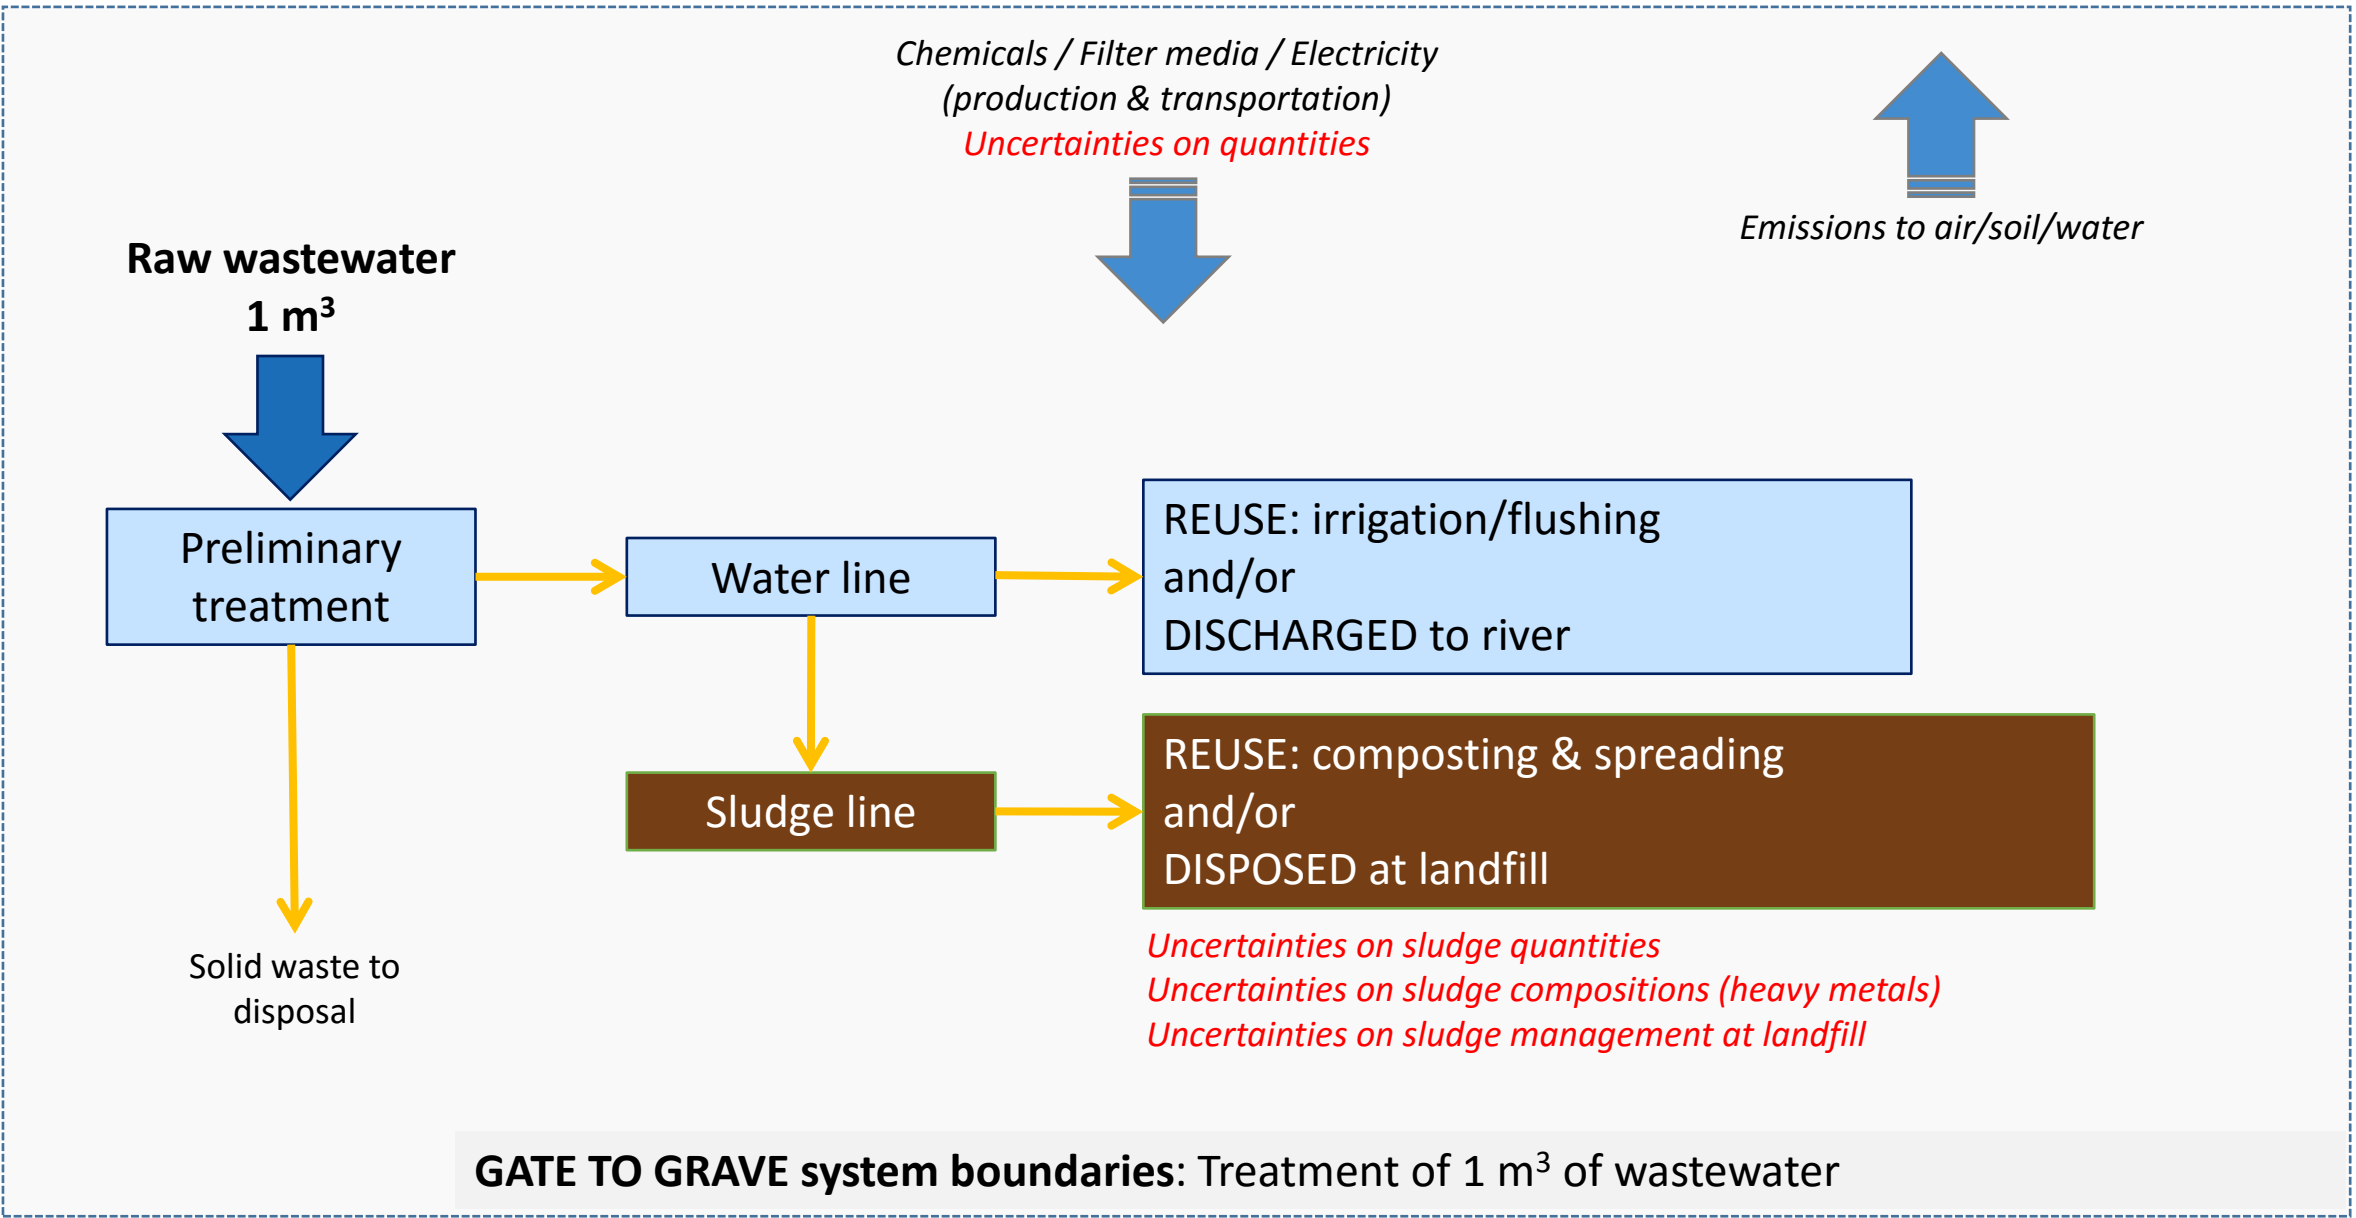 Chemicals / Filter media / Electricity
(production & transportation)
Uncertainties on quantities
Emissions to air/soil/water
Raw wastewater
1 m³
Preliminary
treatment
Water line
REUSE: irrigation/flushing
and/or
DISCHARGED to river
Sludge line
REUSE: composting & spreading
and/or
DISPOSED at landfill
Solid waste to
disposal
Uncertainties on sludge quantities
Uncertainties on sludge compositions (heavy metals)
Uncertainties on sludge management at landfill
GATE TO GRAVE system boundaries: Treatment of 1 m³ of wastewater